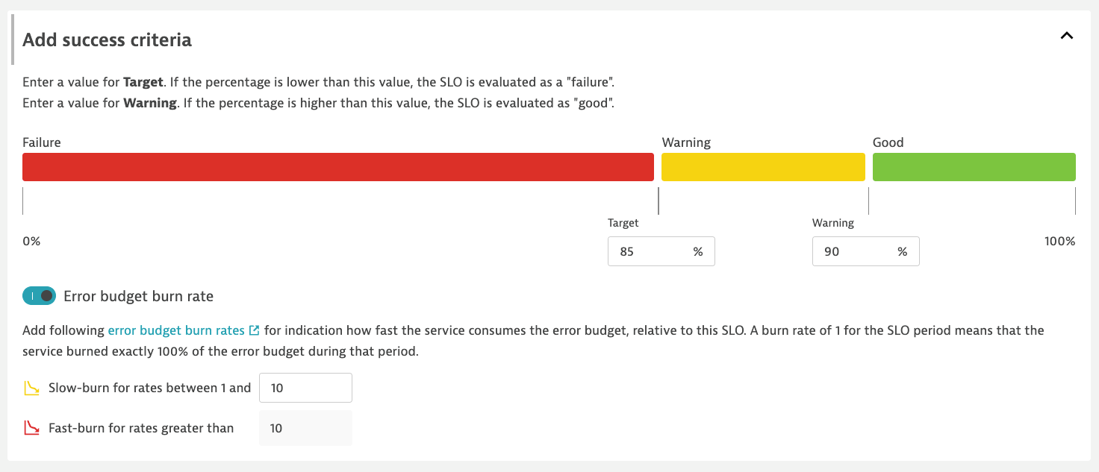 Add success criteria
Enter a value for Target. If the percentage is lower than this value, the SLO is evaluated as a "failure".
Enter a value for Warning. If the percentage is higher than this value, the SLO is evaluated as "good".
Failure Warning Good
Target Warning
0% 100%
85 % 90 %
Error budget burn rate
Add following error budget burn rates for indication how fast the service consumes the error budget, relative to this SLO. A burn rate of 1 for the SLO period means that the
service burned exactly 100% of the error budget during that period.
Slow-burn for rates between 1 and 10
Fast-burn for rates greater than 10